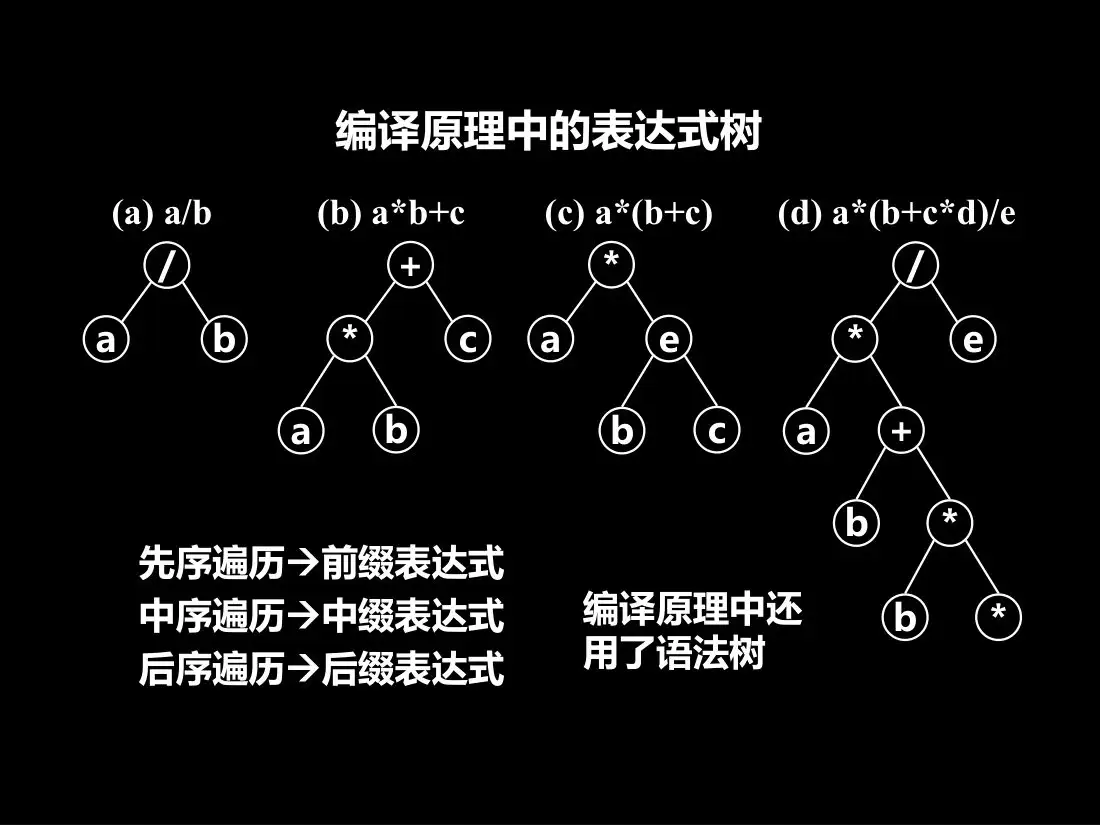 编译原理中的表达式树
(a) a/b (b) a*b+c (c) a*(b+c) (d) a*(b+c*d)/e
/ + * /
a b * c a e * e
a b b c a +
b *
b *
先序遍历→前缀表达式
中序遍历→中缀表达式
后序遍历→后缀表达式
编译原理中还
用了语法树